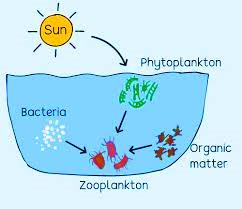 Sun
Phytoplankton
Bacteria
Organic
matter
Zooplankton